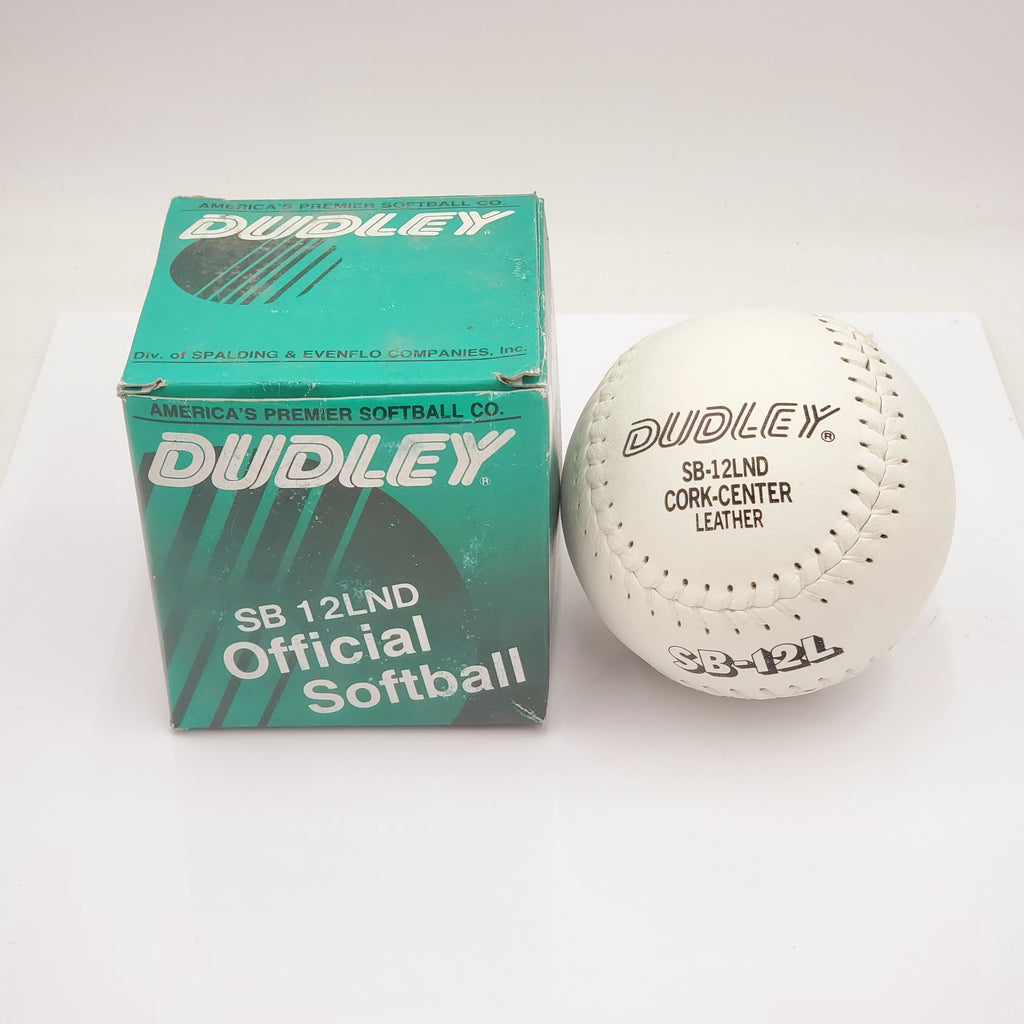 AMERICA'S PREMIER SOFTBALL CO.
DUDLEY®
Div. of SPALDING & EVENFLO COMPANIES, Inc.
AMERICA'S PREMIER SOFTBALL CO.
DUDLEY®
SB 12LND
Official
Softball
DUDLEY®
SB-12LND
CORK-CENTER
LEATHER
SB-12L